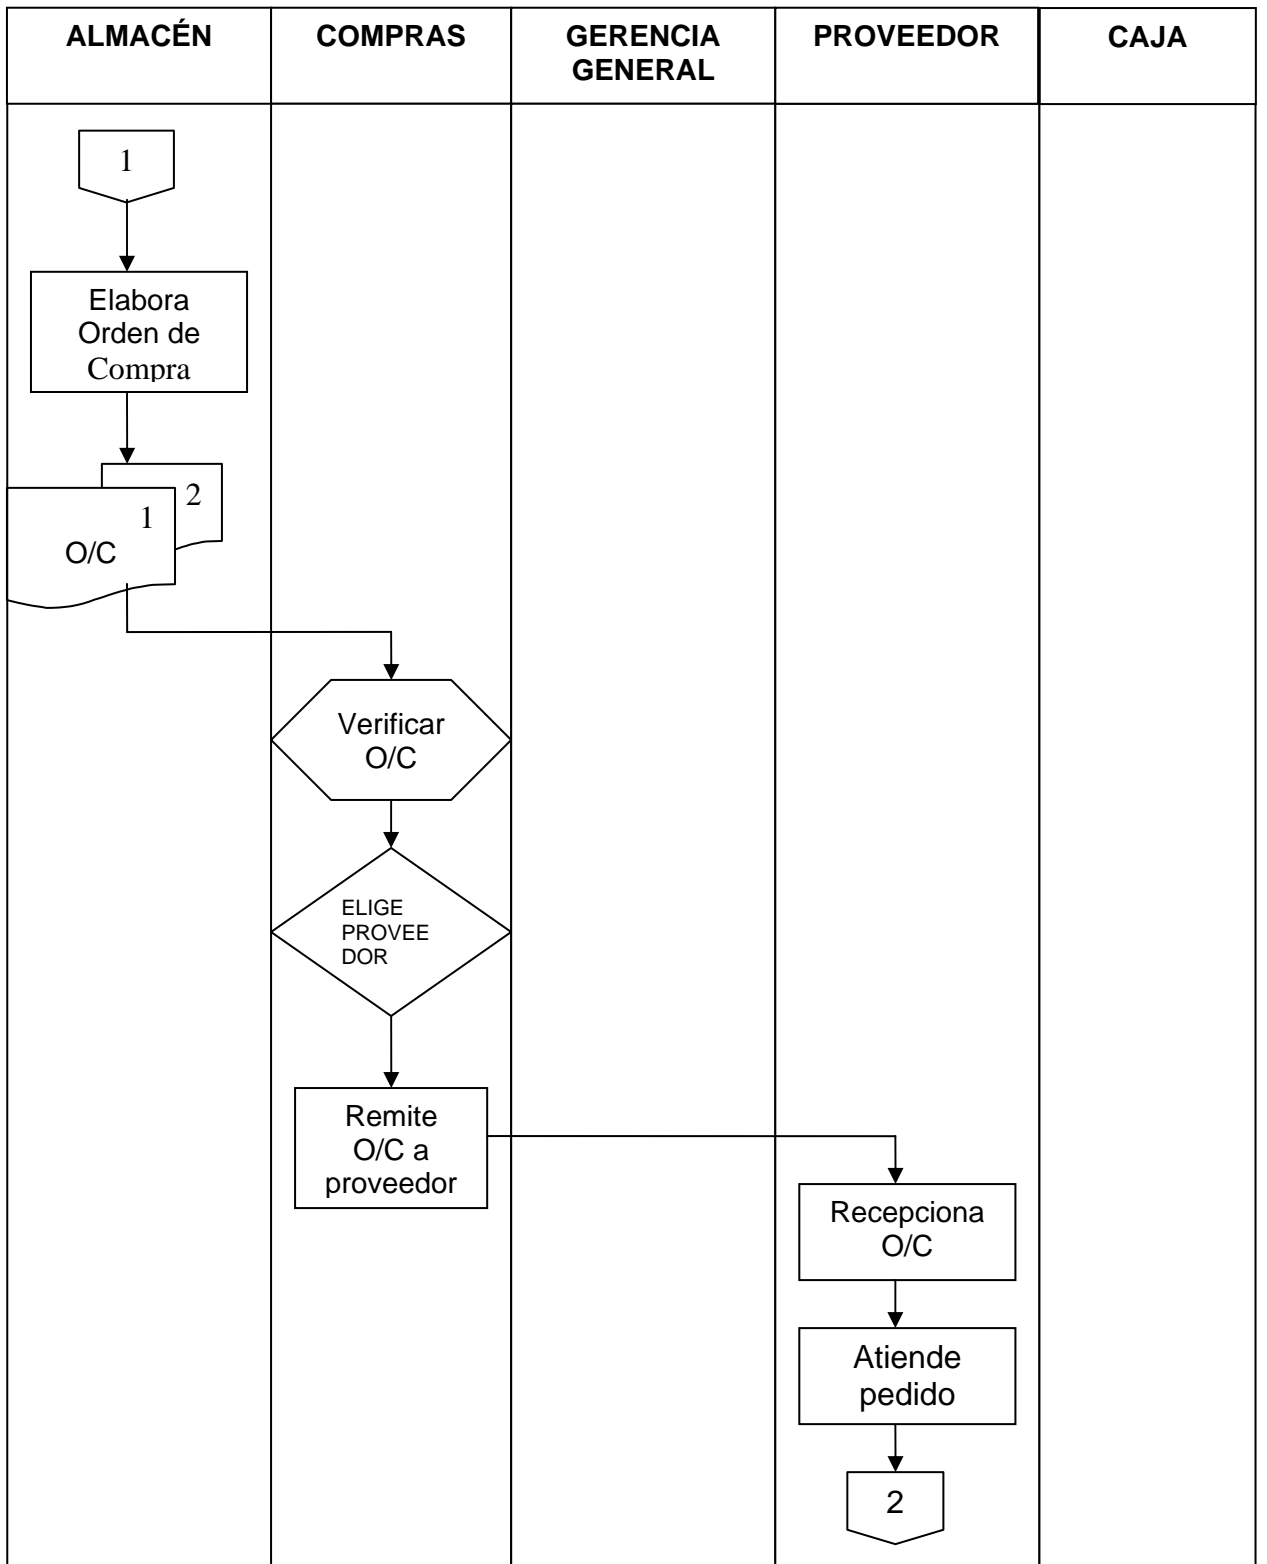 ALMACÉN
COMPRAS
GERENCIA
GENERAL
PROVEEDOR
CAJA
1
Elabora
Orden de
Compra
2
1
O/C
Verificar
O/C
ELIGE
PROVEE
DOR
Remite
O/C a
proveedor
Recepciona
O/C
Atiende
pedido
2